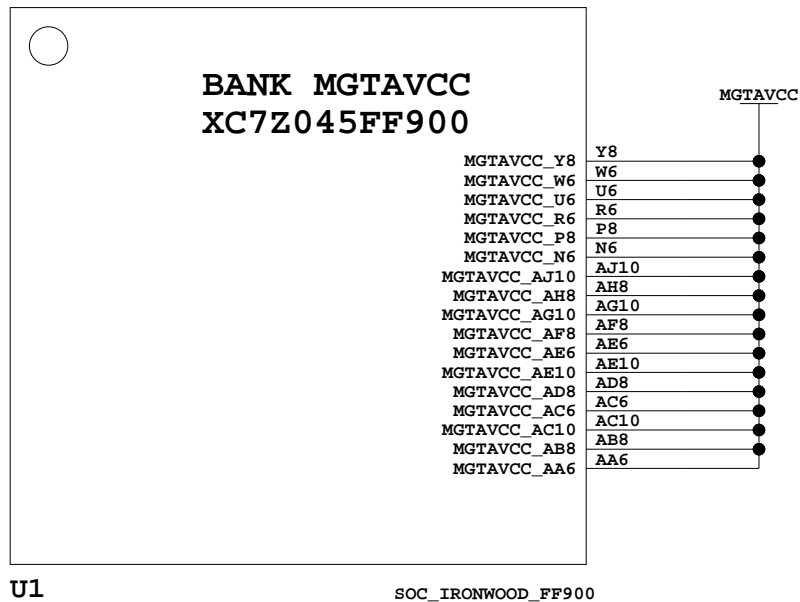 BANK MGTAVCC
XC7Z045FF900
MGTAVCC
MGTAVCC_Y8 Y8
MGTAVCC_W6 W6
MGTAVCC_U6 U6
MGTAVCC_R6 R6
MGTAVCC_P8 P8
MGTAVCC_N6 N6
MGTAVCC_AJ10 AJ10
MGTAVCC_AH8 AH8
MGTAVCC_AG10 AG10
MGTAVCC_AF8 AF8
MGTAVCC_AE6 AE6
MGTAVCC_AE10 AE10
MGTAVCC_AD8 AD8
MGTAVCC_AC6 AC6
MGTAVCC_AC10 AC10
MGTAVCC_AB8 AB8
MGTAVCC_AA6 AA6
U1
SOC_IRONWOOD_FF900